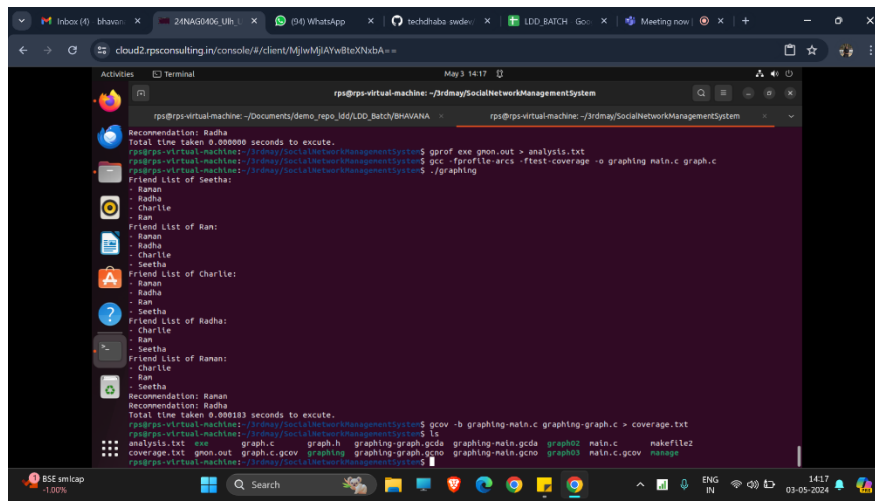 M Inbox (4) bhavan
24NAG0406_Ulh_U
(94) WhatsApp
techdhaba swdev/
LDD_BATCH Goo
Meeting now |
cloud2.rpsconsulting.in/console/#/client/MjIwMjIAYwBteXNxbA==
Activities
Terminal
May 3 14:17
rps@rps-virtual-machine: ~/3rdmay/SocialNetworkManagementSystem
rps@rps-virtual-machine: ~/Documents/demo_repo_ldd/LDD_Batch/BHAVANA
rps@rps-virtual-machine: ~/3rdmay/SocialNetworkManagementSystem
Recommendation: Radha
Total time taken 0.000000 seconds to excute.
rps@rps-virtual-machine:~/3rdmay/SocialNetworkManagementSystem$ gprof exe gmon.out > analysis.txt
rps@rps-virtual-machine:~/3rdmay/SocialNetworkManagementSystem$ gcc -fprofile-arcs -ftest-coverage -o graphing main.c graph.c
rps@rps-virtual-machine:~/3rdmay/SocialNetworkManagementSystem$ ./graphing
Friend List of Seetha:
- Raman
- Radha
- Charlie
- Ram
Friend List of Ram:
- Raman
- Radha
- Charlie
- Seetha
Friend List of Charlie:
- Raman
- Radha
- Ram
- Seetha
Friend List of Radha:
- Charlie
- Ram
- Seetha
Friend List of Raman:
- Charlie
- Ram
- Seetha
Recommendation: Raman
Recommendation: Radha
Total time taken 0.000183 seconds to excute.
rps@rps-virtual-machine:~/3rdmay/SocialNetworkManagementSystem$ gcov -b graphing-main.c graphing-graph.c > coverage.txt
rps@rps-virtual-machine:~/3rdmay/SocialNetworkManagementSystem$ ls
analysis.txt exe graph.c graph.h graphing-graph.gcda graphing-main.gcda graph02 main.c makefile2
coverage.txt gmon.out graph.c.gcov graphing graphing-graph.gcno graphing-main.gcno graph03 main.c.gcov manage
rps@rps-virtual-machine:~/3rdmay/SocialNetworkManagementSystem$
1
BSE smlcap
-1.00%
Search
ENG
IN
14:17
03-05-2024